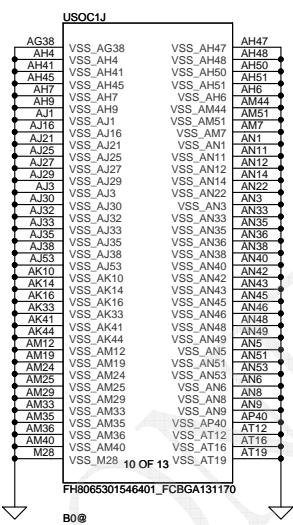 USOC1J
AG38 VSS_AG38 VSS_AH47 AH47
AH4 VSS_AH4 VSS_AH48 AH48
AH41 VSS_AH41 VSS_AH50 AH50
AH45 VSS_AH45 VSS_AH51 AH51
AH7 VSS_AH7 VSS_AH6 AH6
AH9 VSS_AH9 VSS_AM44 AM44
AJ1 VSS_AJ1 VSS_AM51 AM51
AJ16 VSS_AJ16 VSS_AM7 AM7
AJ21 VSS_AJ21 VSS_AN1 AN1
AJ25 VSS_AJ25 VSS_AN11 AN11
AJ27 VSS_AJ27 VSS_AN12 AN12
AJ29 VSS_AJ29 VSS_AN14 AN14
AJ3 VSS_AJ3 VSS_AN22 AN22
AJ30 VSS_AJ30 VSS_AN3 AN3
AJ32 VSS_AJ32 VSS_AN33 AN33
AJ33 VSS_AJ33 VSS_AN35 AN35
AJ35 VSS_AJ35 VSS_AN36 AN36
AJ38 VSS_AJ38 VSS_AN38 AN38
AJ53 VSS_AJ53 VSS_AN40 AN40
AK10 VSS_AK10 VSS_AN42 AN42
AK14 VSS_AK14 VSS_AN43 AN43
AK16 VSS_AK16 VSS_AN45 AN45
AK33 VSS_AK33 VSS_AN46 AN46
AK41 VSS_AK41 VSS_AN48 AN48
AK44 VSS_AK44 VSS_AN49 AN49
AM12 VSS_AM12 VSS_AN5 AN5
AM19 VSS_AM19 VSS_AN51 AN51
AM24 VSS_AM24 VSS_AN53 AN53
AM25 VSS_AM25 VSS_AN6 AN6
AM29 VSS_AM29 VSS_AN8 AN8
AM33 VSS_AM33 VSS_AN9 AN9
AM35 VSS_AM35 VSS_AP40 AP40
AM36 VSS_AM36 VSS_AT12 AT12
AM40 VSS_AM40 VSS_AT16 AT16
M28 VSS_M28 VSS_AT19 AT19
10 OF 13
FH8065301546401_FCBGA131170
B0@